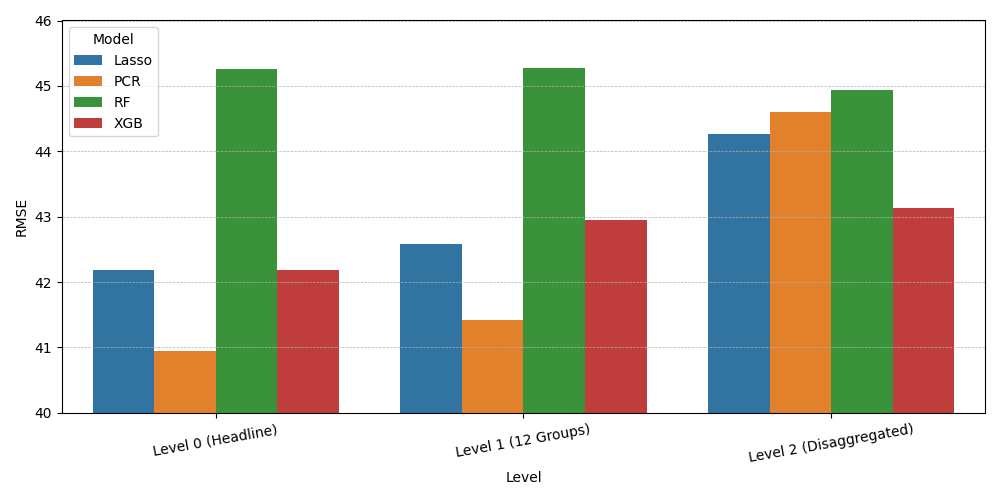 Model
Lasso
PCR
RF
XGB
46
45
44
43
42
41
40
RMSE
Level 0 (Headline)
Level 1 (12 Groups)
Level 2 (Disaggregated)
Level